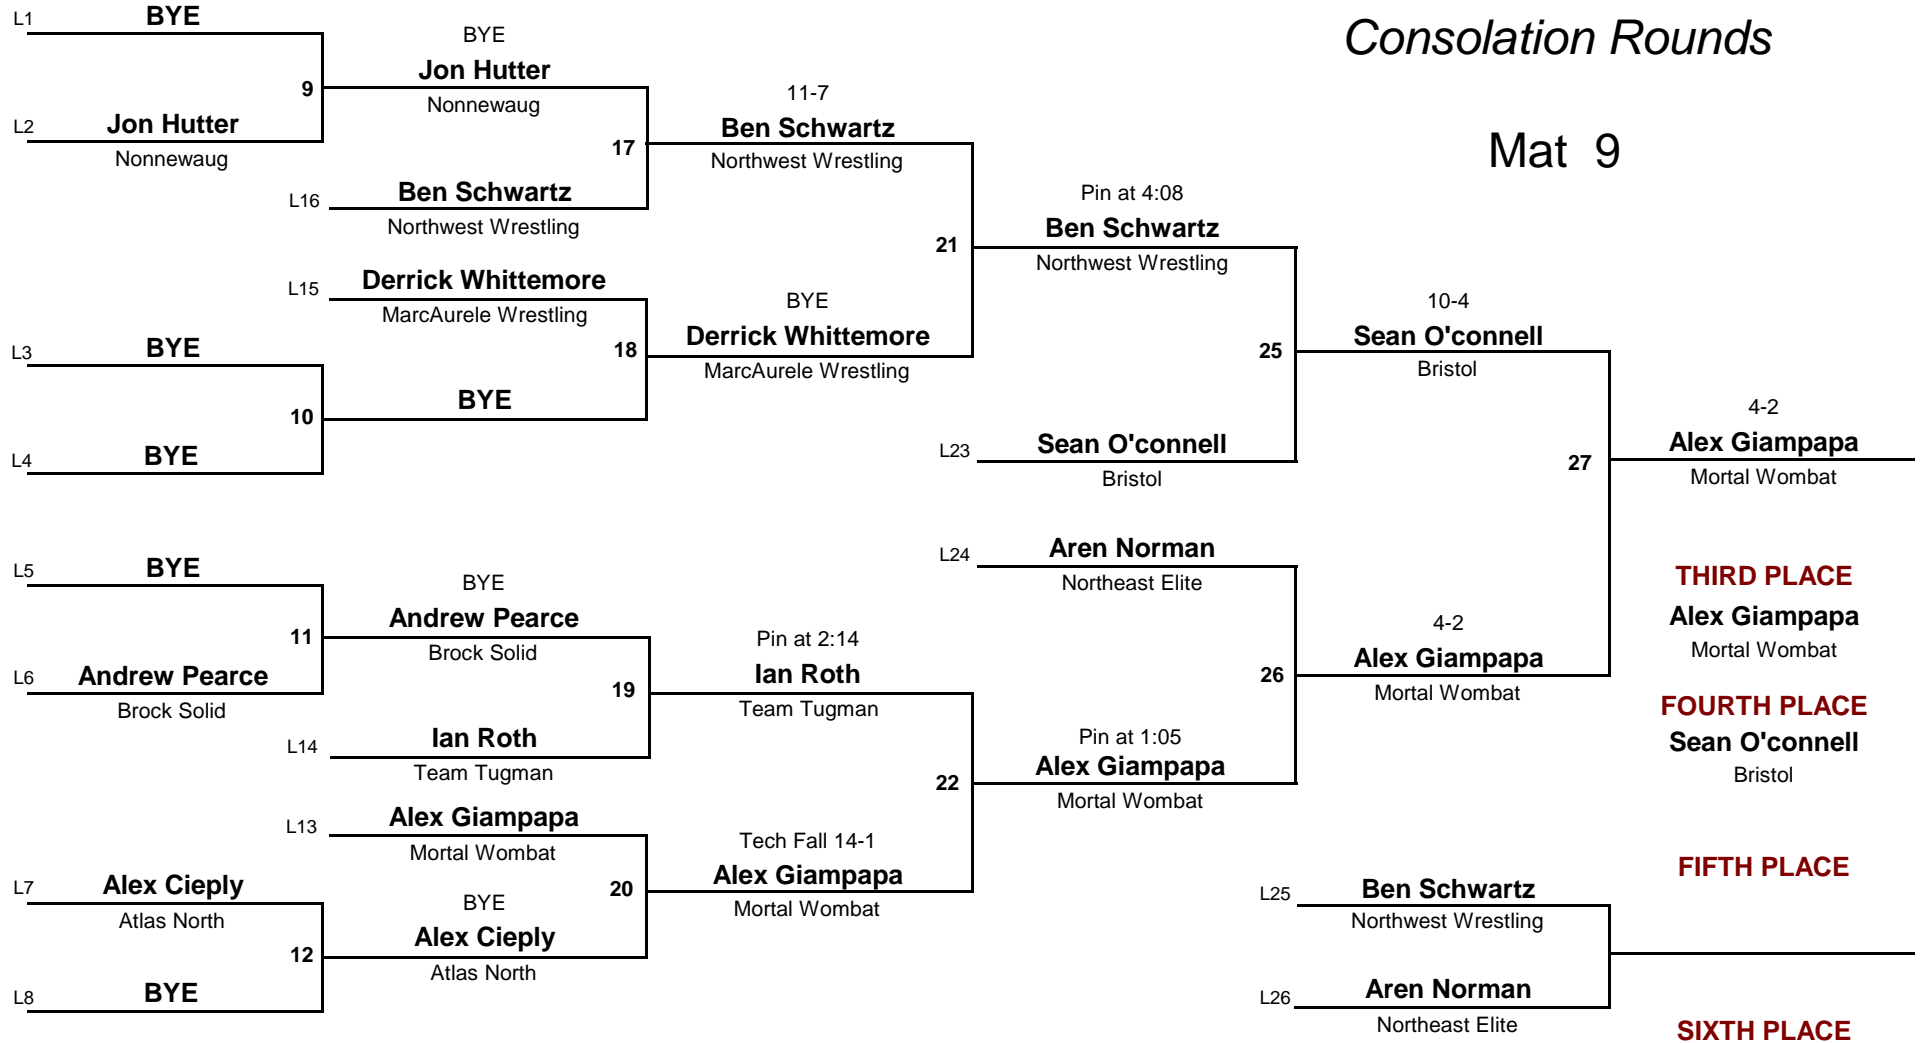 Consolation Rounds
Mat 9
L1 BYE
9
L2 Jon Hutter
Nonnewaug
L3 BYE
10
L4 BYE
L5 BYE
11
L6 Andrew Pearce
Brock Solid
L7 Alex Cieply
Atlas North
12
L8 BYE
BYE
Jon Hutter
Nonnewaug
17
L16 Ben Schwartz
Northwest Wrestling
L15 Derrick Whittemore
MarcAurele Wrestling
18
BYE
BYE
Andrew Pearce
Brock Solid
19
L14 Ian Roth
Team Tugman
L13 Alex Giampapa
Mortal Wombat
20
BYE
Alex Cieply
Atlas North
11-7
Ben Schwartz
Northwest Wrestling
21
BYE
Derrick Whittemore
MarcAurele Wrestling
Pin at 2:14
Ian Roth
Team Tugman
22
Tech Fall 14-1
Alex Giampapa
Mortal Wombat
Pin at 4:08
Ben Schwartz
Northwest Wrestling
25
L23 Sean O'connell
Bristol
L24 Aren Norman
Northeast Elite
26
Pin at 1:05
Alex Giampapa
Mortal Wombat
10-4
Sean O'connell
Bristol
27
4-2
Alex Giampapa
Mortal Wombat
4-2
Alex Giampapa
Mortal Wombat
THIRD PLACE
Alex Giampapa
Mortal Wombat
FOURTH PLACE
Sean O'connell
Bristol
L25 Ben Schwartz
Northwest Wrestling
L26 Aren Norman
Northeast Elite
FIFTH PLACE
SIXTH PLACE